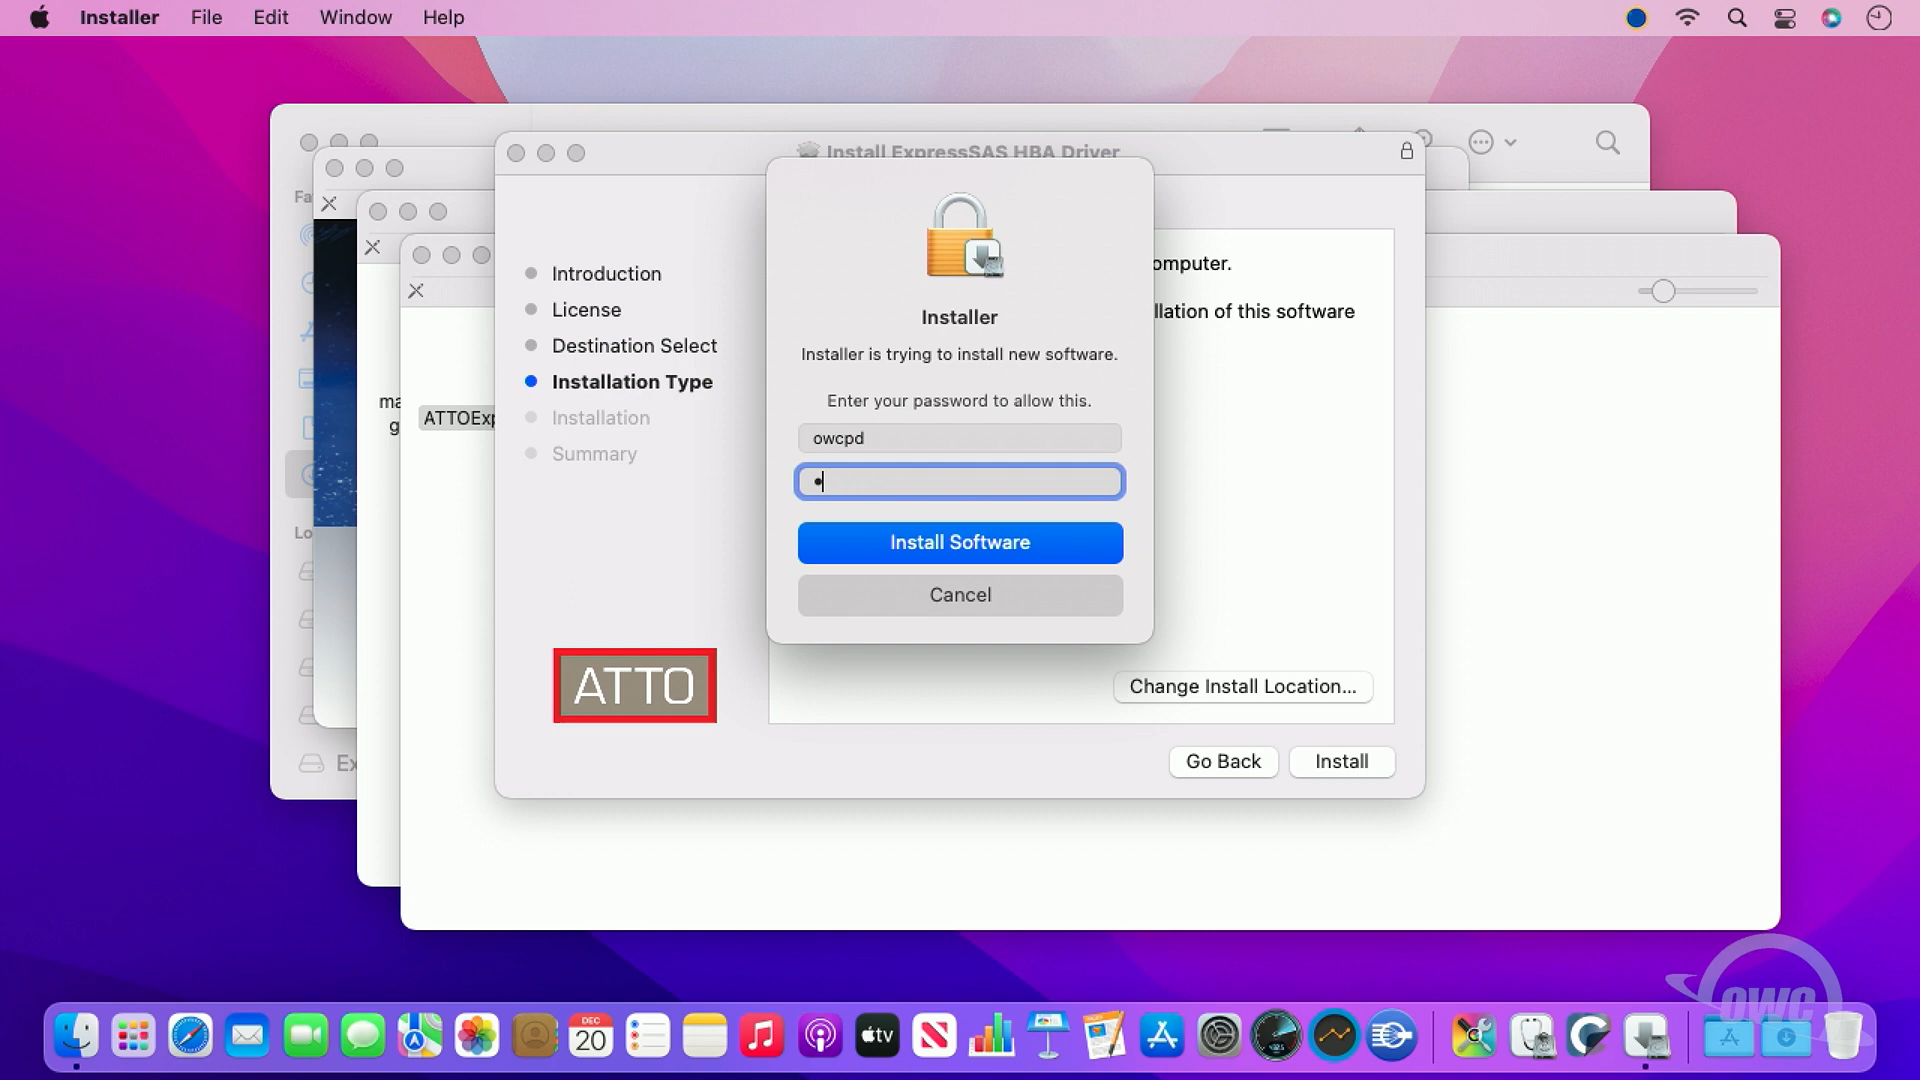 Installer File Edit Window Help
Install ExpressSAS HBA Driver
Fa
Introduction
License
Destination Select
Installation Type
Installation
Summary
omputer.
llation of this software
Installer
Installer is trying to install new software.
Enter your password to allow this.
owcpd
Install Software
Cancel
ma
g
ATTOExp
Lo
ATTO
Change Install Location...
Ex
Go Back Install
OWC
DEC
20
tv